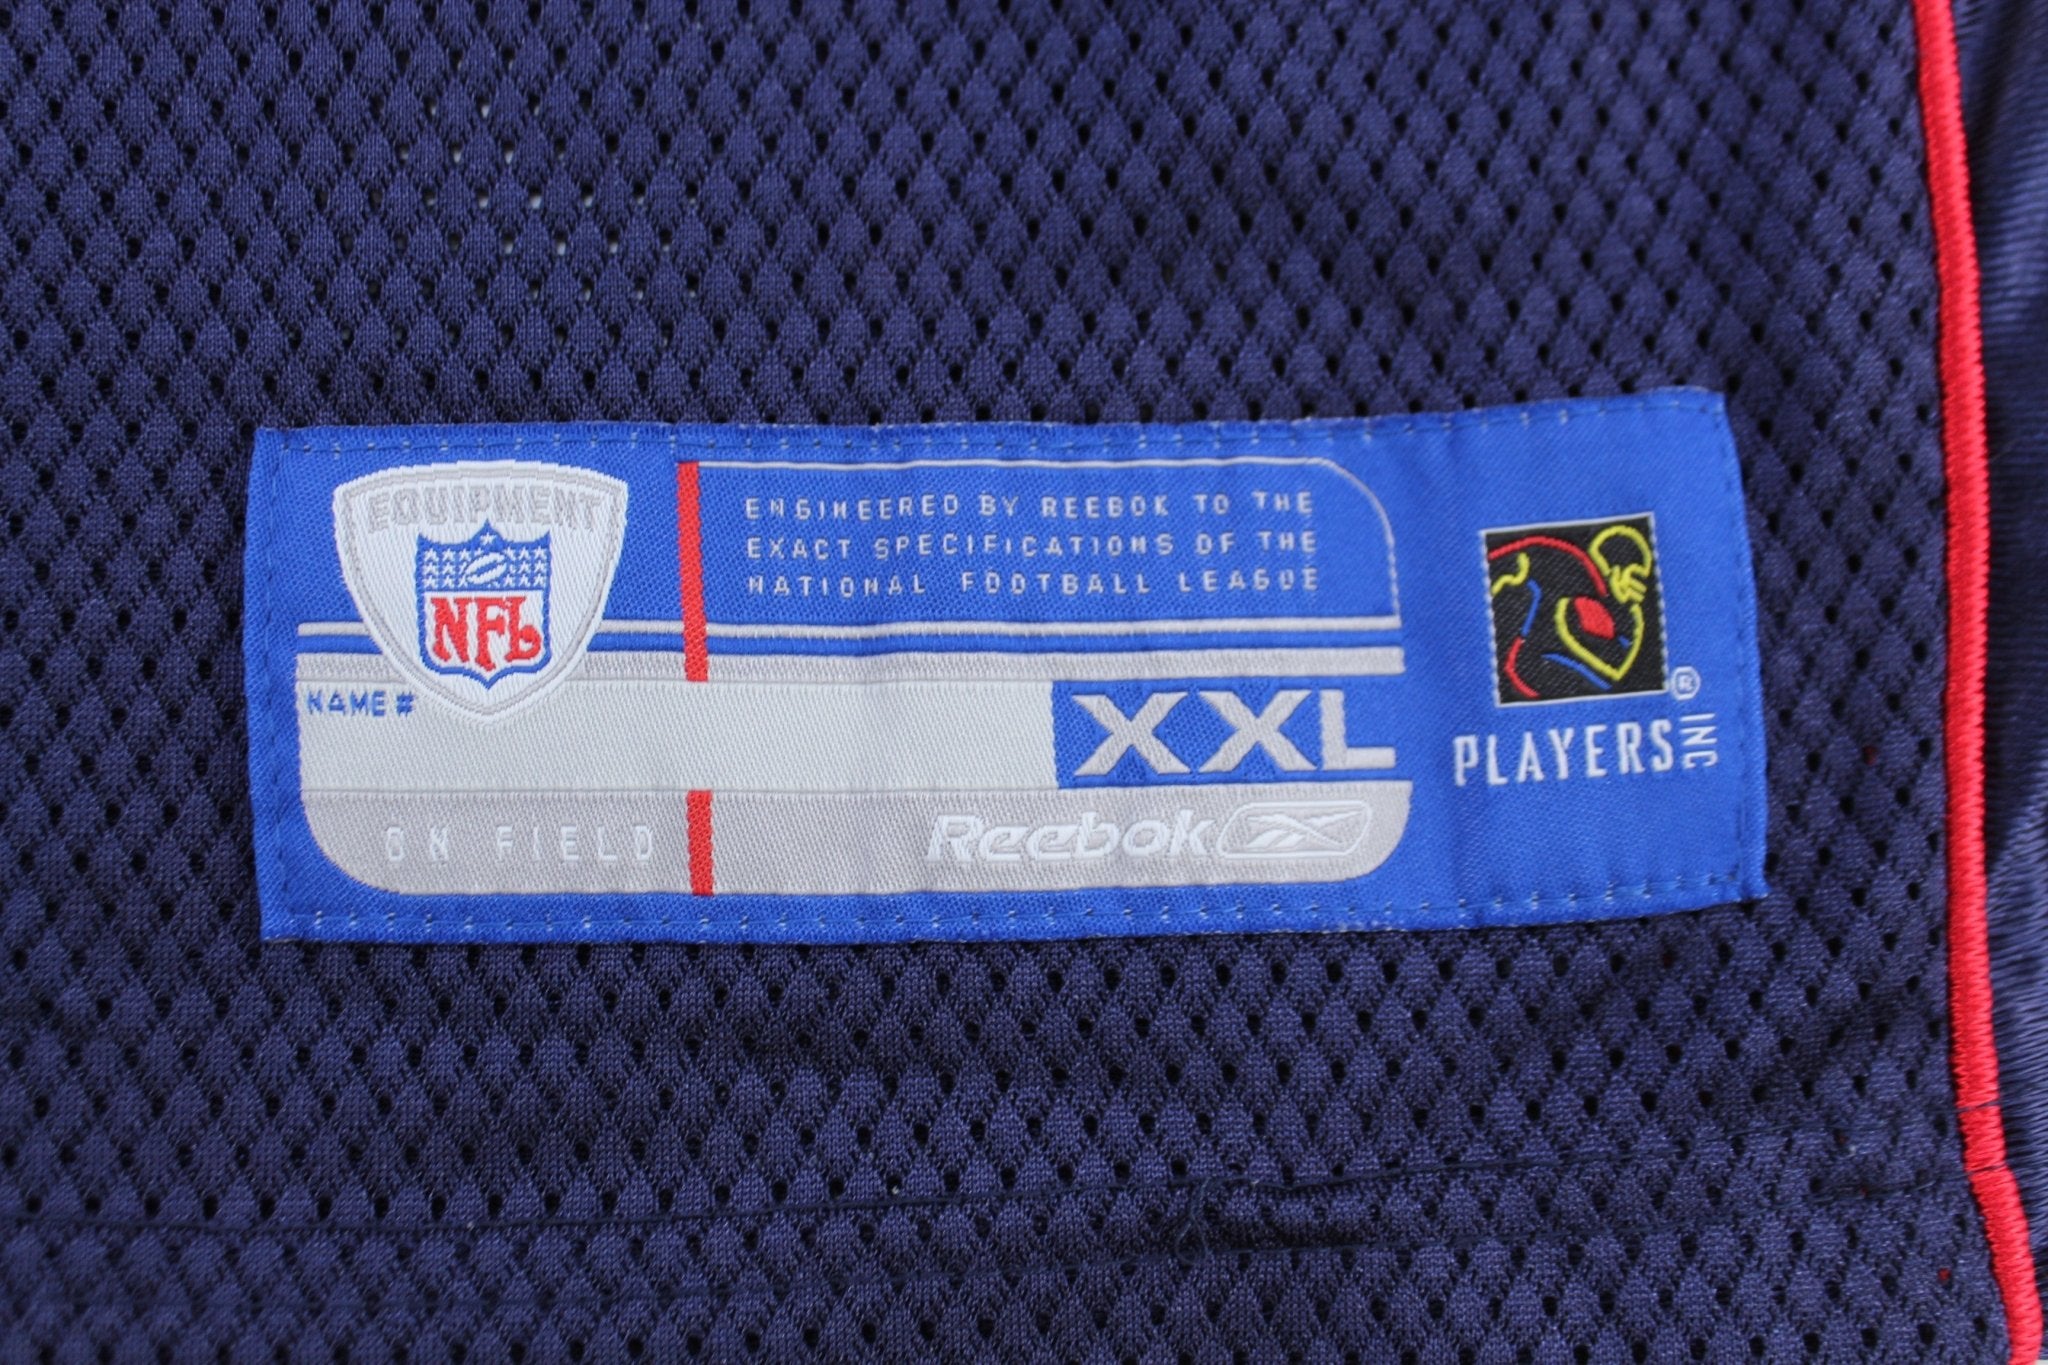 EQUIPMENT
NFL
ENGINEERED BY REEBOK TO THE
EXACT SPECIFICATIONS OF THE
NATIONAL FOOTBALL LEAGUE
NAME #
XXL
ON FIELD
Reebok
®
PLAYERS INC